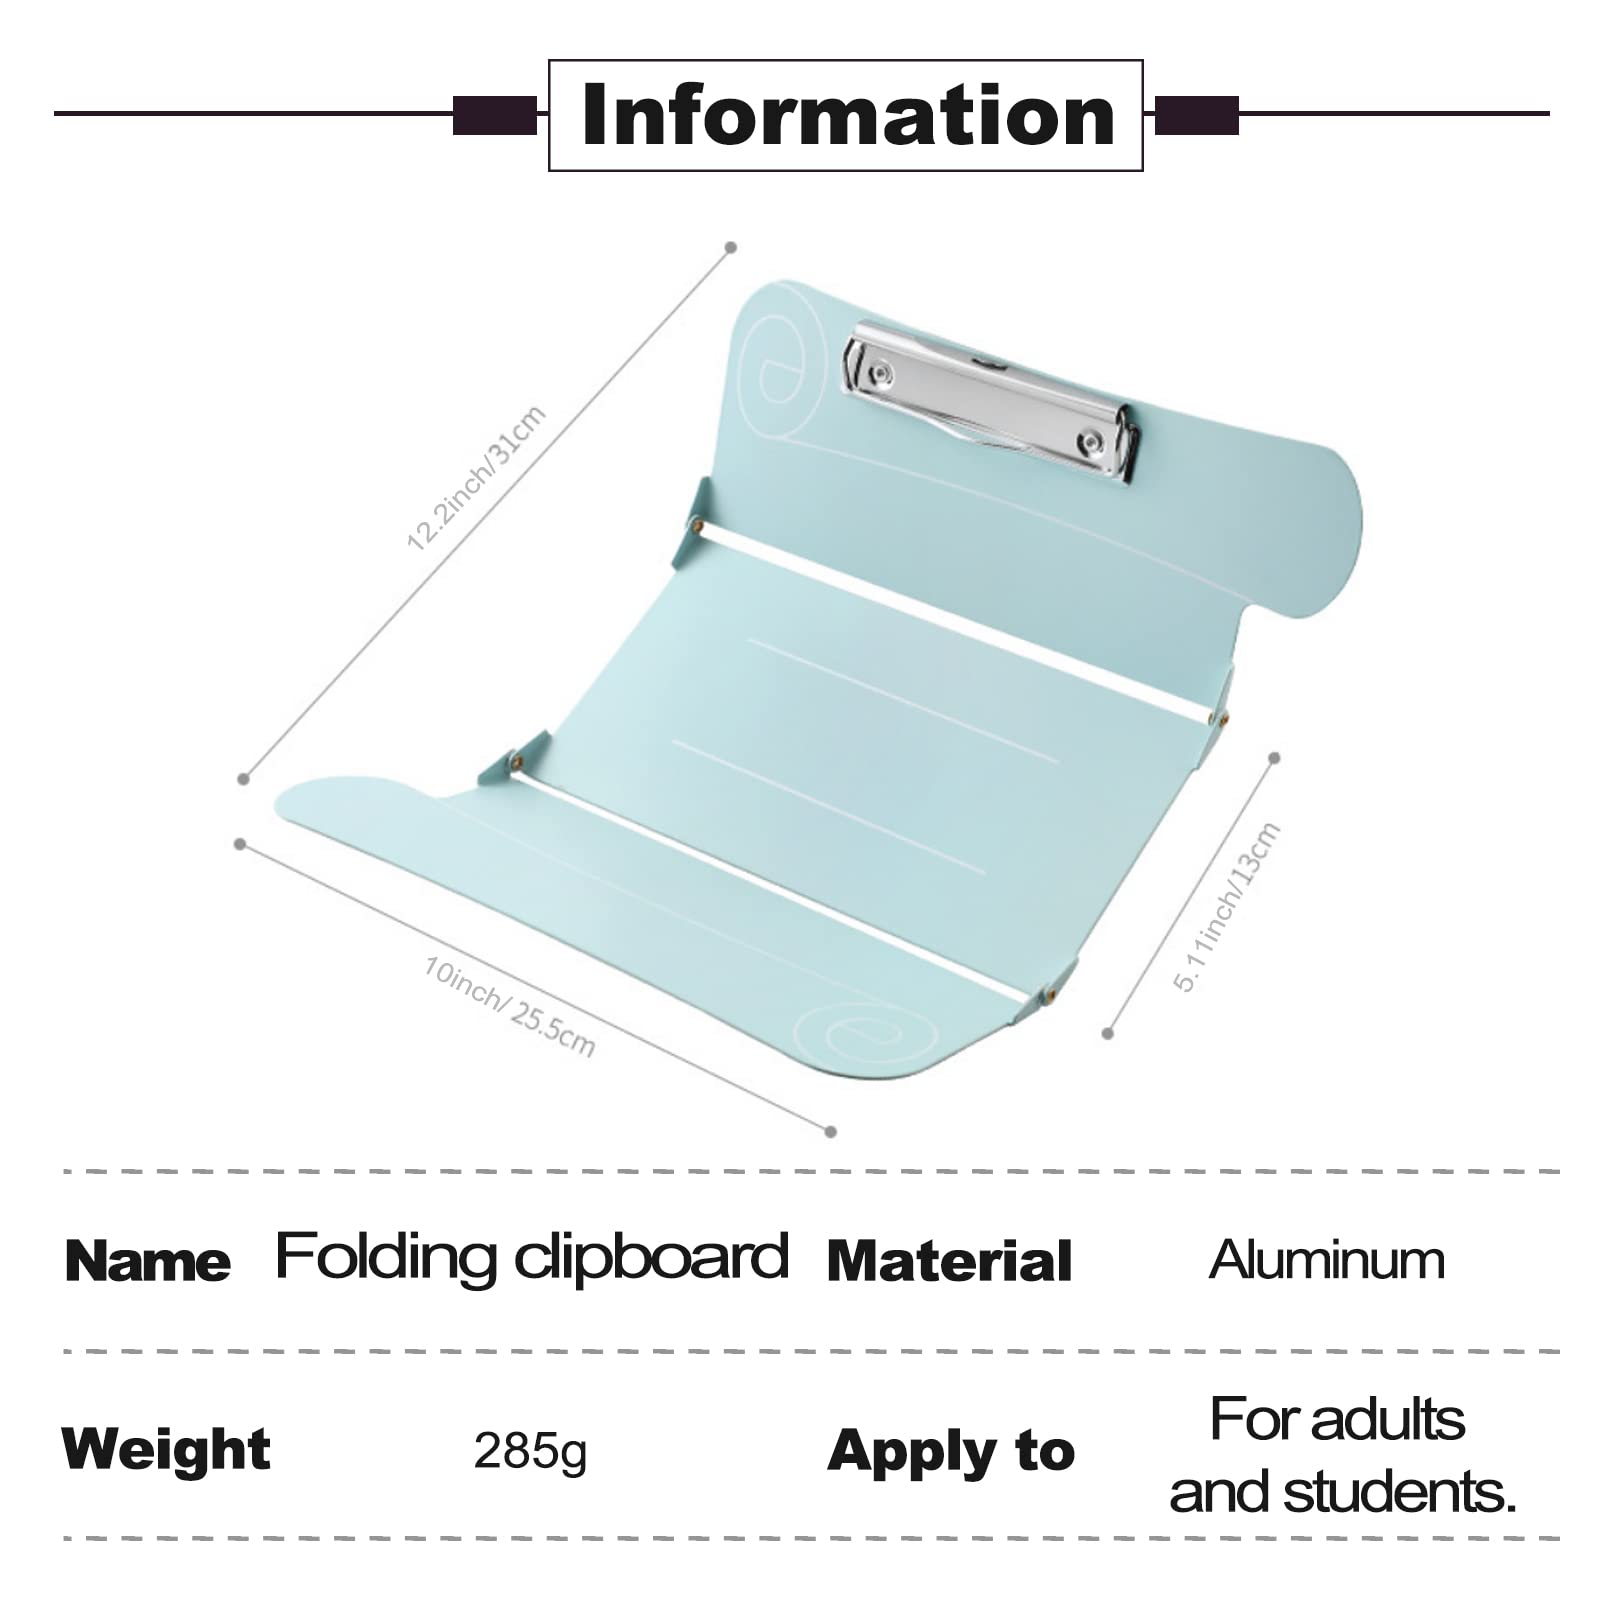 Information
12.2inch/31cm
5.11inch/13cm
10inch/ 25.5cm
Name Folding clipboard Material Aluminum
Weight 285g Apply to For adults
and students.